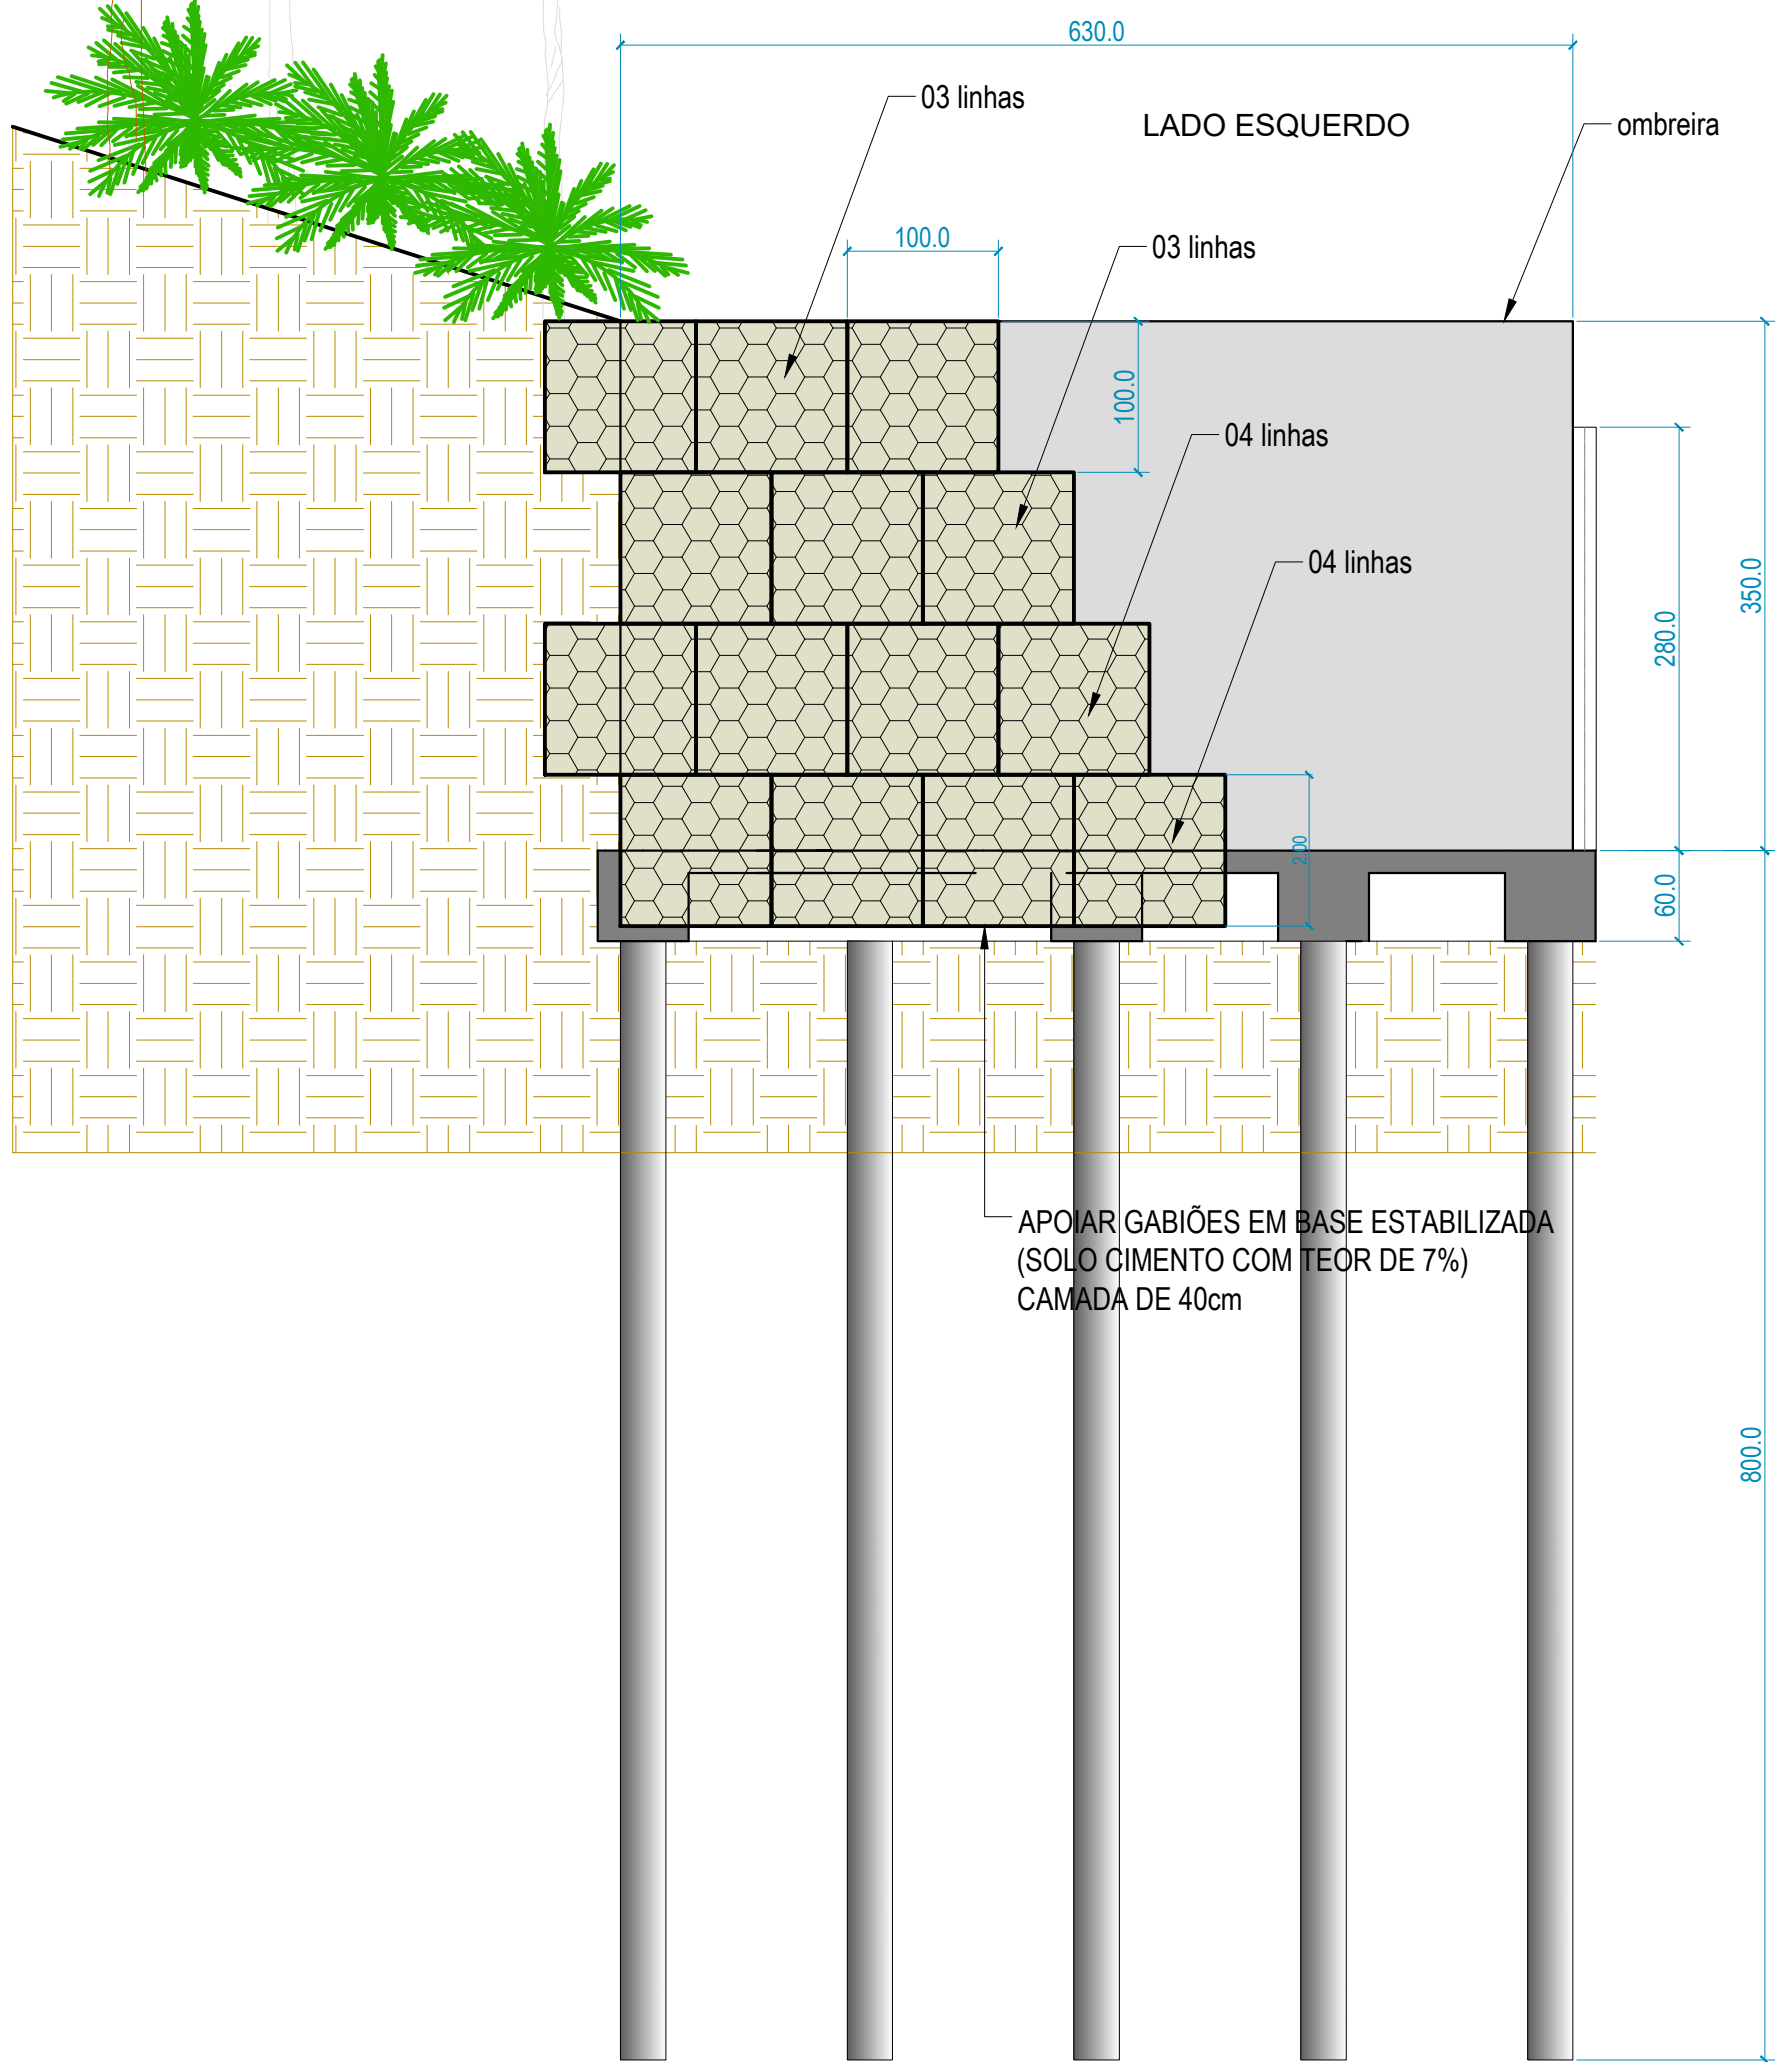 630.0
03 linhas
LADO ESQUERDO
ombreira
100.0
03 linhas
100.0
04 linhas
04 linhas
350.0
280.0
2.00
60.0
APOIAR GABIÕES EM BASE ESTABILIZADA
(SOLO CIMENTO COM TEOR DE 7%)
CAMADA DE 40cm
800.0